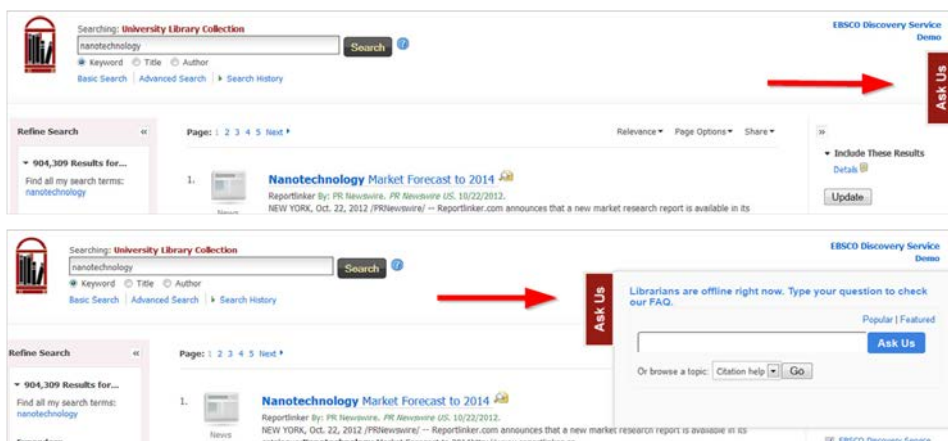 Searching: University Library Collection
EBSCO Discovery Service
Demo
nanotechnology
Search
Keyword Title Author
Basic Search Advanced Search Search History
Ask Us
Refine Search «
Page: 1 2 3 4 5 Next
Relevance Page Options Share
»
904,309 Results for...
Include These Results
Find all my search terms:
nanotechnology
Details
1. Nanotechnology Market Forecast to 2014
Reportlinker By: PR Newswire. PR Newswire US. 10/22/2012.
Update
News
NEW YORK, Oct. 22, 2012 /PRNewswire/ -- Reportlinker.com announces that a new market research report is available in its
Searching: University Library Collection
EBSCO Discovery Service
Demo
nanotechnology
Search
Keyword Title Author
Basic Search Advanced Search Search History
Ask Us
Librarians are offline right now. Type your question to check
our FAQ.
Popular | Featured
Ask Us
Or browse a topic: Citation help Go
Refine Search «
Page: 1 2 3 4 5 Next
904,309 Results for...
Find all my search terms:
nanotechnology
1. Nanotechnology Market Forecast to 2014
Reportlinker By: PR Newswire. PR Newswire US. 10/22/2012.
News
NEW YORK, Oct. 22, 2012 /PRNewswire/ -- Reportlinker.com announces that a new market research report is available in its
EBSCO Discovery Service